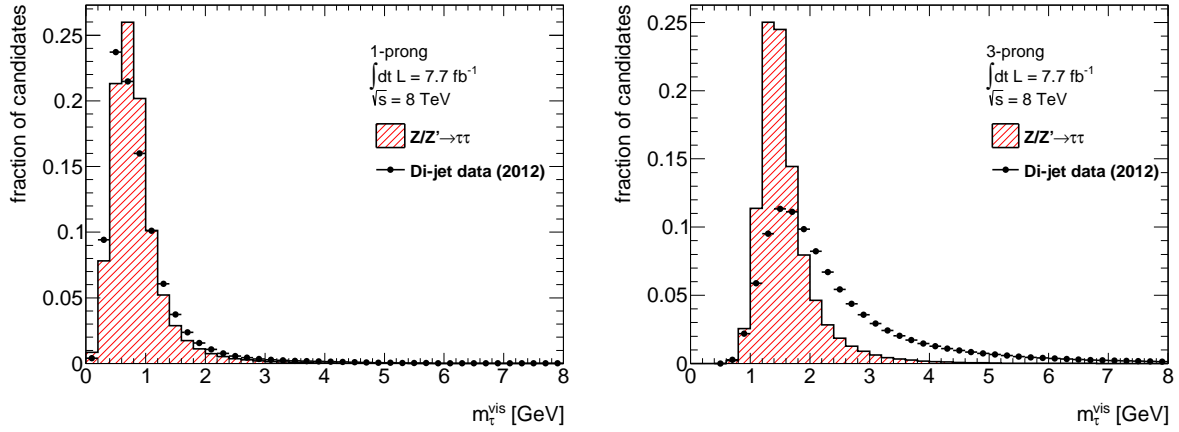 fraction of candidates
0.25
0.2
0.15
0.1
0.05
0
1-prong
∫dt L = 7.7 fb⁻¹
√s = 8 TeV
Z/Z'→ττ
Di-jet data (2012)
0 1 2 3 4 5 6 7 8
m_τ^vis [GeV]
fraction of candidates
0.25
0.2
0.15
0.1
0.05
0
3-prong
∫dt L = 7.7 fb⁻¹
√s = 8 TeV
Z/Z'→ττ
Di-jet data (2012)
0 1 2 3 4 5 6 7 8
m_τ^vis [GeV]